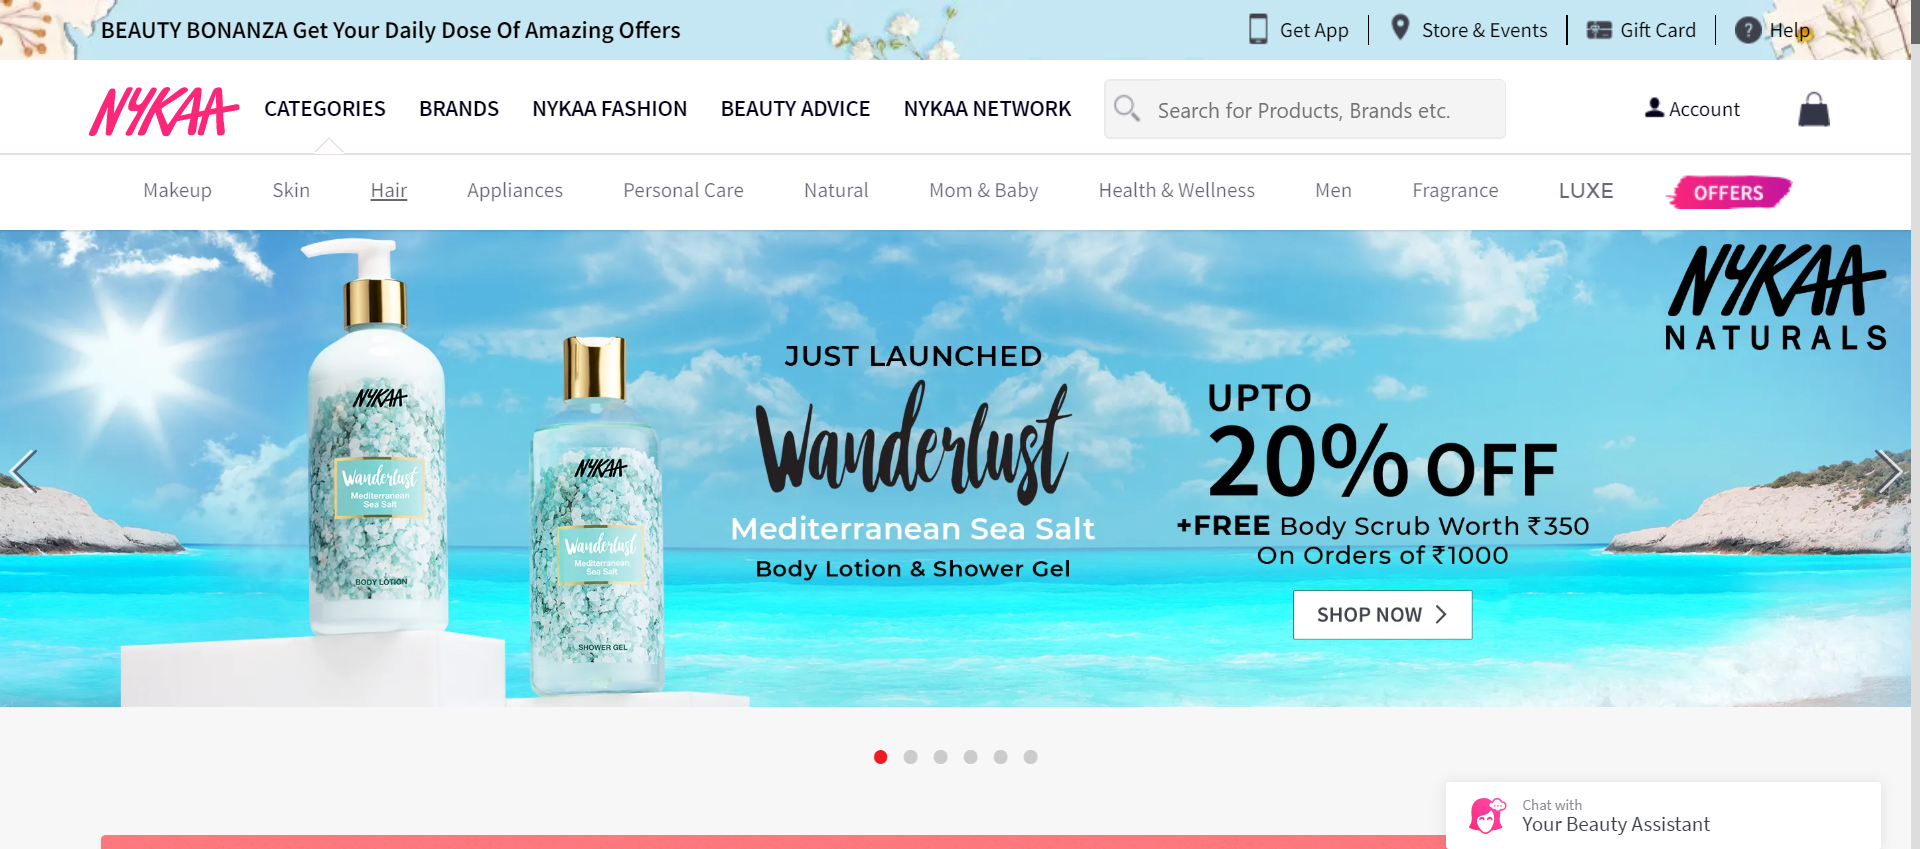 BEAUTY BONANZA Get Your Daily Dose Of Amazing Offers
Get App
Store & Events
Gift Card
? Help
NYKAA
CATEGORIES
BRANDS
NYKAA FASHION
BEAUTY ADVICE
NYKAA NETWORK
Search for Products, Brands etc.
Account
Makeup
Skin
Hair
Appliances
Personal Care
Natural
Mom & Baby
Health & Wellness
Men
Fragrance
LUXE
OFFERS
NYKAA
NATURALS
NYKAA
Wanderlust
Mediterranean
Sea Salt
BODY LOTION
NYKAA
Wanderlust
Mediterranean
Sea Salt
SHOWER GEL
JUST LAUNCHED
Wanderlust
Mediterranean Sea Salt
Body Lotion & Shower Gel
UPTO
20% OFF
+FREE Body Scrub Worth ₹350
On Orders of ₹1000
SHOP NOW
Chat with
Your Beauty Assistant